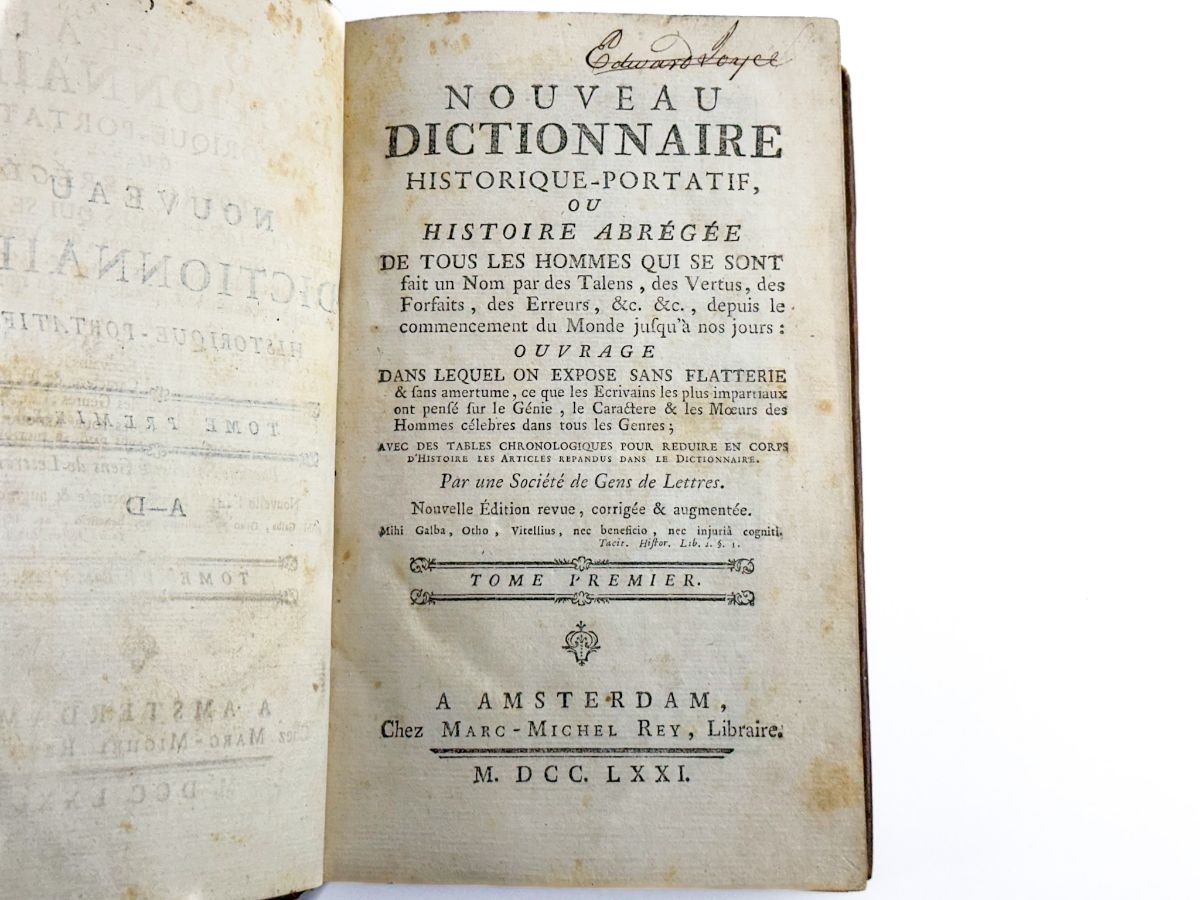 Edward Joyce
NOUVEAU
DICTIONNAIRE
HISTORIQUE-PORTATIF,
OU
HISTOIRE ABRÉGÉE
DE TOUS LES HOMMES QUI SE SONT
fait un Nom par des Talens, des Vertus, des
Forfaits, des Erreurs, &c. &c., depuis le
commencement du Monde juſqu'à nos jours:
OUVRAGE
DANS LEQUEL ON EXPOSE SANS FLATTERIE
& ſans amertume, ce que les Ecrivains les plus impartiaux
ont penſé ſur le Génie, le Caractere & les Mœurs des
Hommes célebres dans tous les Genres;
AVEC DES TABLES CHRONOLOGIQUES POUR REDUIRE EN CORPS
D'HISTOIRE LES ARTICLES REPANDUS DANS LE DICTIONNAIRE.
Par une Société de Gens de Lettres.
Nouvelle Édition revue, corrigée & augmentée.
Mihi Galba, Otho, Vitellius, nec beneficio, nec injuriâ cogniti.
Tacit. Hiſtor. Lib. 1. §. 1.
TOME PREMIER.
A AMSTERDAM,
Chez MARC-MICHEL REY, Libraire.
M. DCC. LXXI.